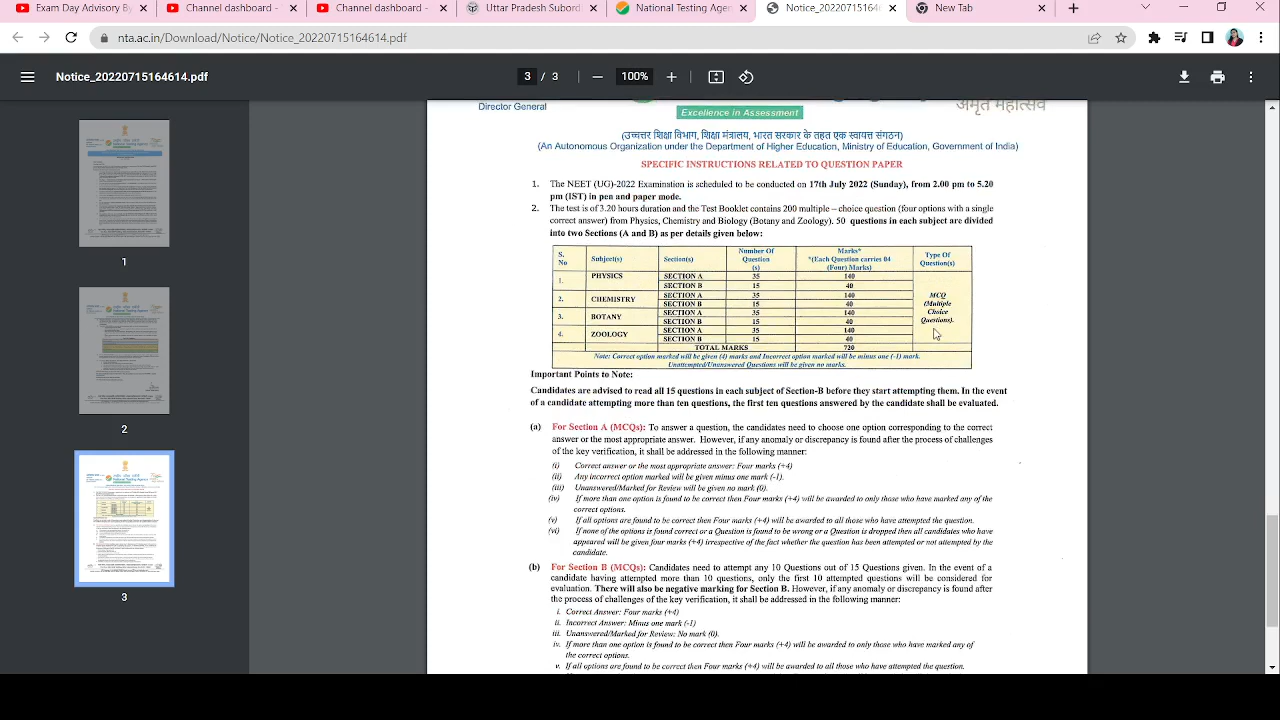 Exam Day Advisory By
Channel dashboard -
Channel dashboard -
Uttar Pradesh Subord
National Testing Agen
Notice_2022071516461
New Tab
nta.ac.in/Download/Notice/Notice_20220715164614.pdf
Notice_20220715164614.pdf
3 / 3
100%
Director General
Excellence in Assessment
अमृत महोत्सव
(उच्चत्तर शिक्षा विभाग, शिक्षा मंत्रालय, भारत सरकार के तहत एक स्वायत्त संगठन)
(An Autonomous Organization under the Department of Higher Education, Ministry of Education, Government of India)
SPECIFIC INSTRUCTIONS RELATED TO QUESTION PAPER
1. The NEET (UG)-2022 Examination is scheduled to be conducted on 17th July 2022 (Sunday), from 2.00 pm to 5.20
pm (IST) in pen and paper mode.
2. The test is of 3.20 hours duration and the Test Booklet contains 200 multiple – choice question (four options with a single
correct answer) from Physics, Chemistry and Biology (Botany and Zoology). 50 questions in each subject are divided
into two Sections (A and B) as per details given below:
S. No Subject(s) Section(s) Number Of Question (s) Marks* *(Each Question carries 04 (Four) Marks) Type Of Question(s)
1. PHYSICS SECTION A 35 140
SECTION B 15 40
2. CHEMISTRY SECTION A 35 140
SECTION B 15 40
3. BOTANY SECTION A 35 140
SECTION B 15 40
4. ZOOLOGY SECTION A 35 140
SECTION B 15 40
MCQ
(Multiple
Choice
Questions).
TOTAL MARKS 720
Note: Correct option marked will be given (4) marks and Incorrect option marked will be minus one (-1) mark.
Unattempted/Unanswered Questions will be given no marks.
Important Points to Note:
Candidates are advised to read all 15 questions in each subject of Section-B before they start attempting them. In the event
of a candidate attempting more than ten questions, the first ten questions answered by the candidate shall be evaluated.
(a) For Section A (MCQs): To answer a question, the candidates need to choose one option corresponding to the correct
answer or the most appropriate answer. However, if any anomaly or discrepancy is found after the process of challenges
of the key verification, it shall be addressed in the following manner:
(i) Correct answer or the most appropriate answer: Four marks (+4)
(ii) Any incorrect option marked will be given minus one mark (-1).
(iii) Unanswered/Marked for Review will be given no mark (0).
(iv) If more than one option is found to be correct then Four marks (+4) will be awarded to only those who have marked any of the
correct options.
(v) If all options are found to be correct then Four marks (+4) will be awarded to all those who have attempted the question.
(vi) If none of the options is found correct or a Question is found to be wrong or a Question is dropped then all candidates who have
appeared will be given four marks (+4) irrespective of the fact whether the question has been attempted or not attempted by the
candidate.
(b) For Section B (MCQs): Candidates need to attempt any 10 Questions out of 15 Questions given. In the event of a
candidate having attempted more than 10 questions, only the first 10 attempted questions will be considered for
evaluation. There will also be negative marking for Section B. However, if any anomaly or discrepancy is found after
the process of challenges of the key verification, it shall be addressed in the following manner:
i. Correct Answer: Four marks (+4)
ii. Incorrect Answer: Minus one mark (-1)
iii. Unanswered/Marked for Review: No mark (0).
iv. If more than one option is found to be correct then Four marks (+4) will be awarded to only those who have marked any of
the correct options.
v. If all options are found to be correct then Four marks (+4) will be awarded to all those who have attempted the question.
1
2
3